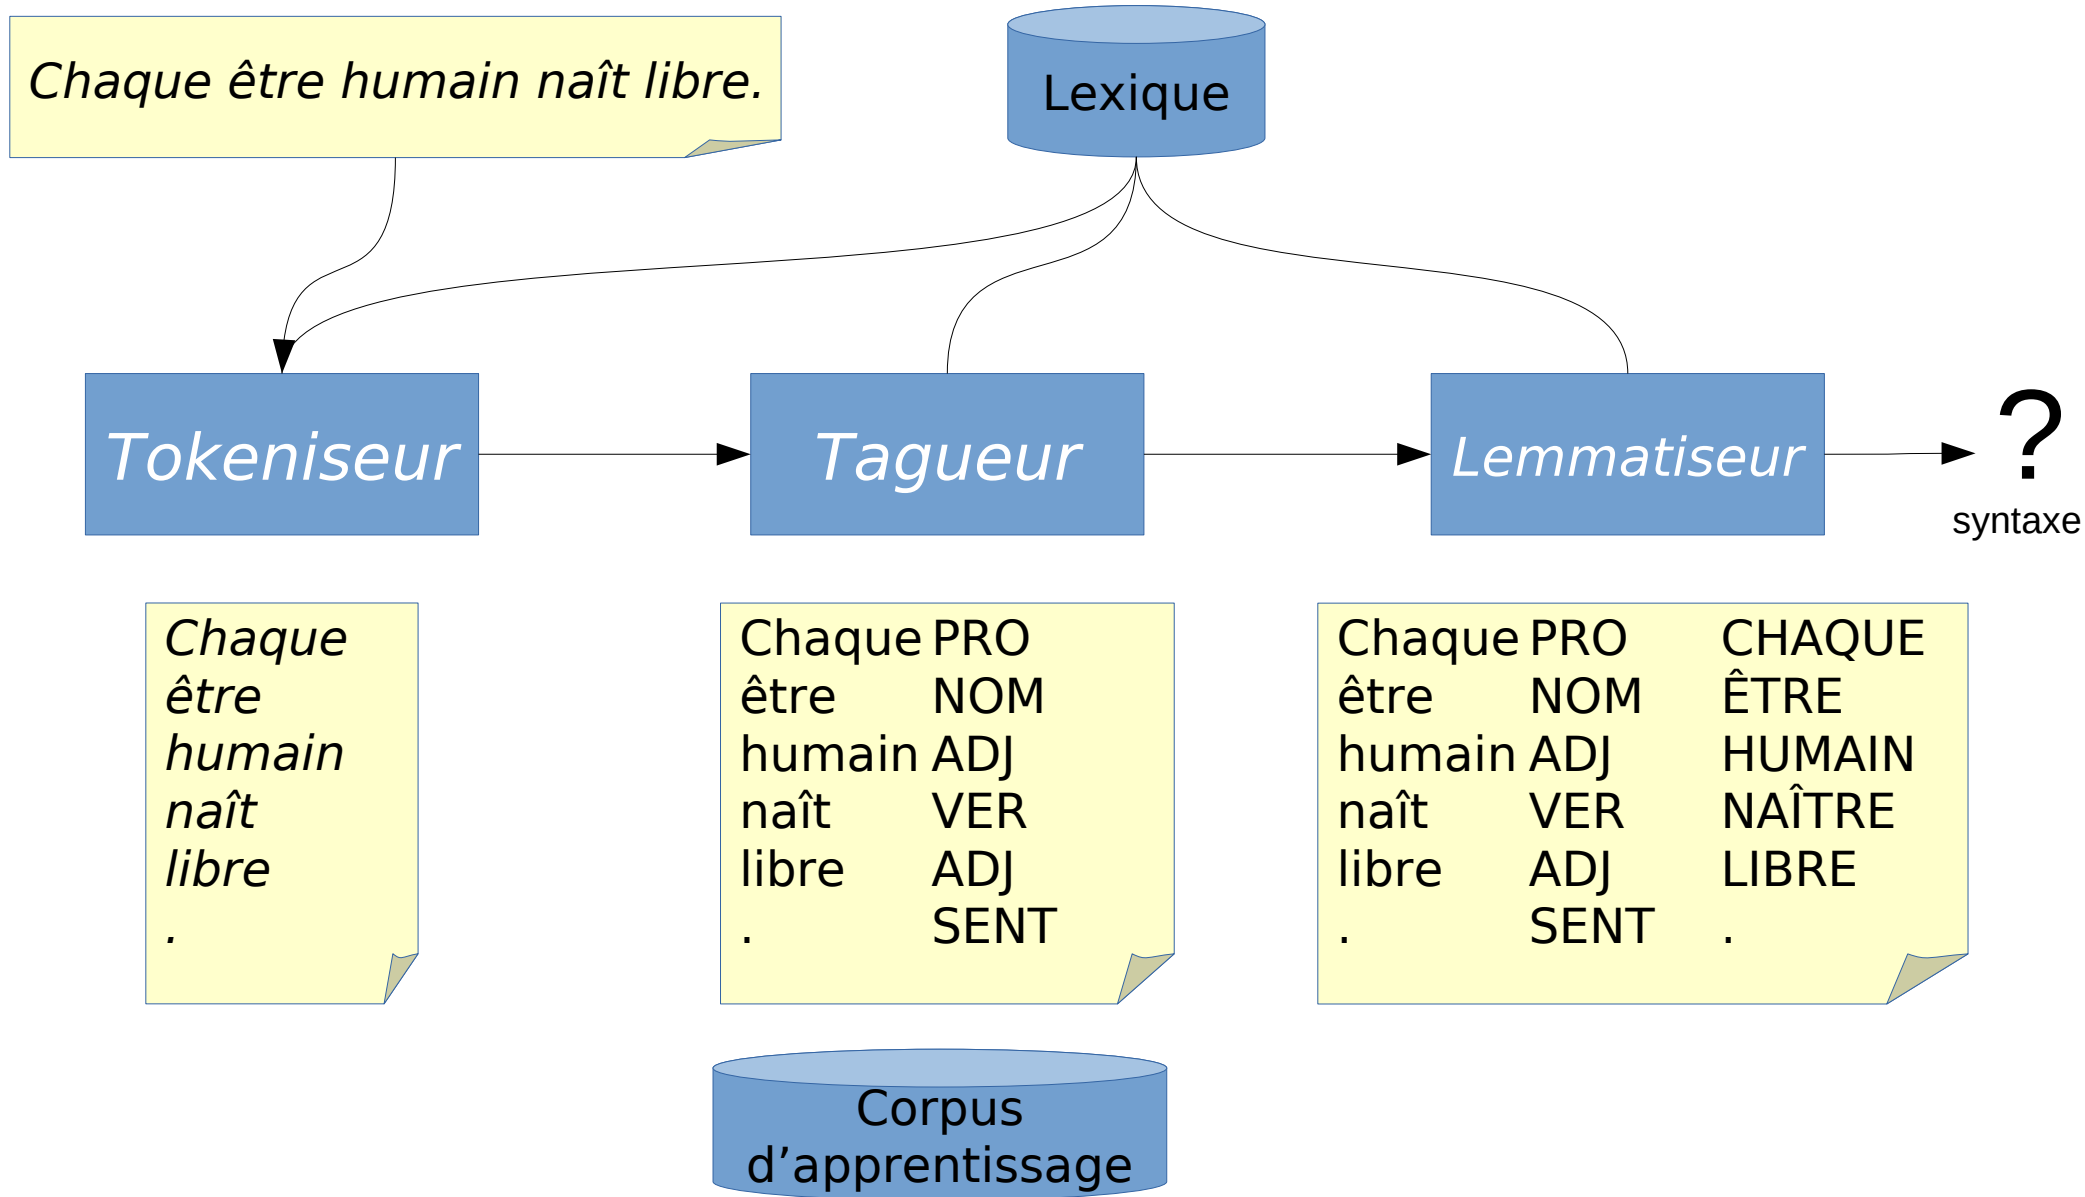 Chaque être humain naît libre.
Lexique
Tokeniseur
Tagueur
Lemmatiseur
?
syntaxe
Chaque
être
humain
naît
libre
.
Chaque PRO
être NOM
humain ADJ
naît VER
libre ADJ
. SENT
Chaque PRO CHAQUE
être NOM ÊTRE
humain ADJ HUMAIN
naît VER NAÎTRE
libre ADJ LIBRE
. SENT .
Corpus
d’apprentissage